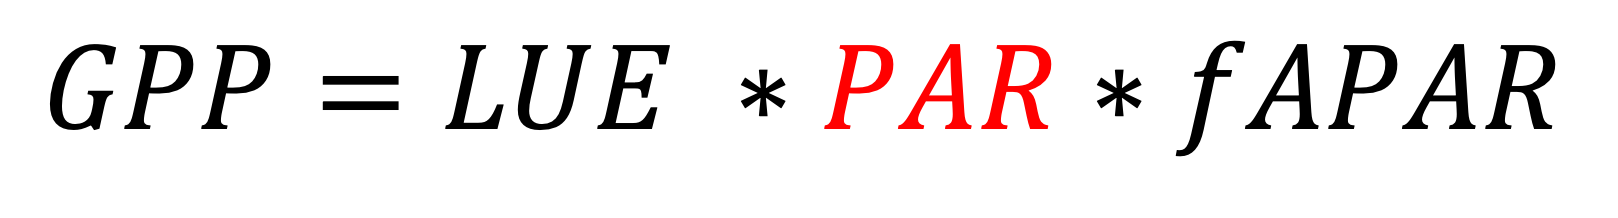 GPP = LUE * PAR * fAPAR